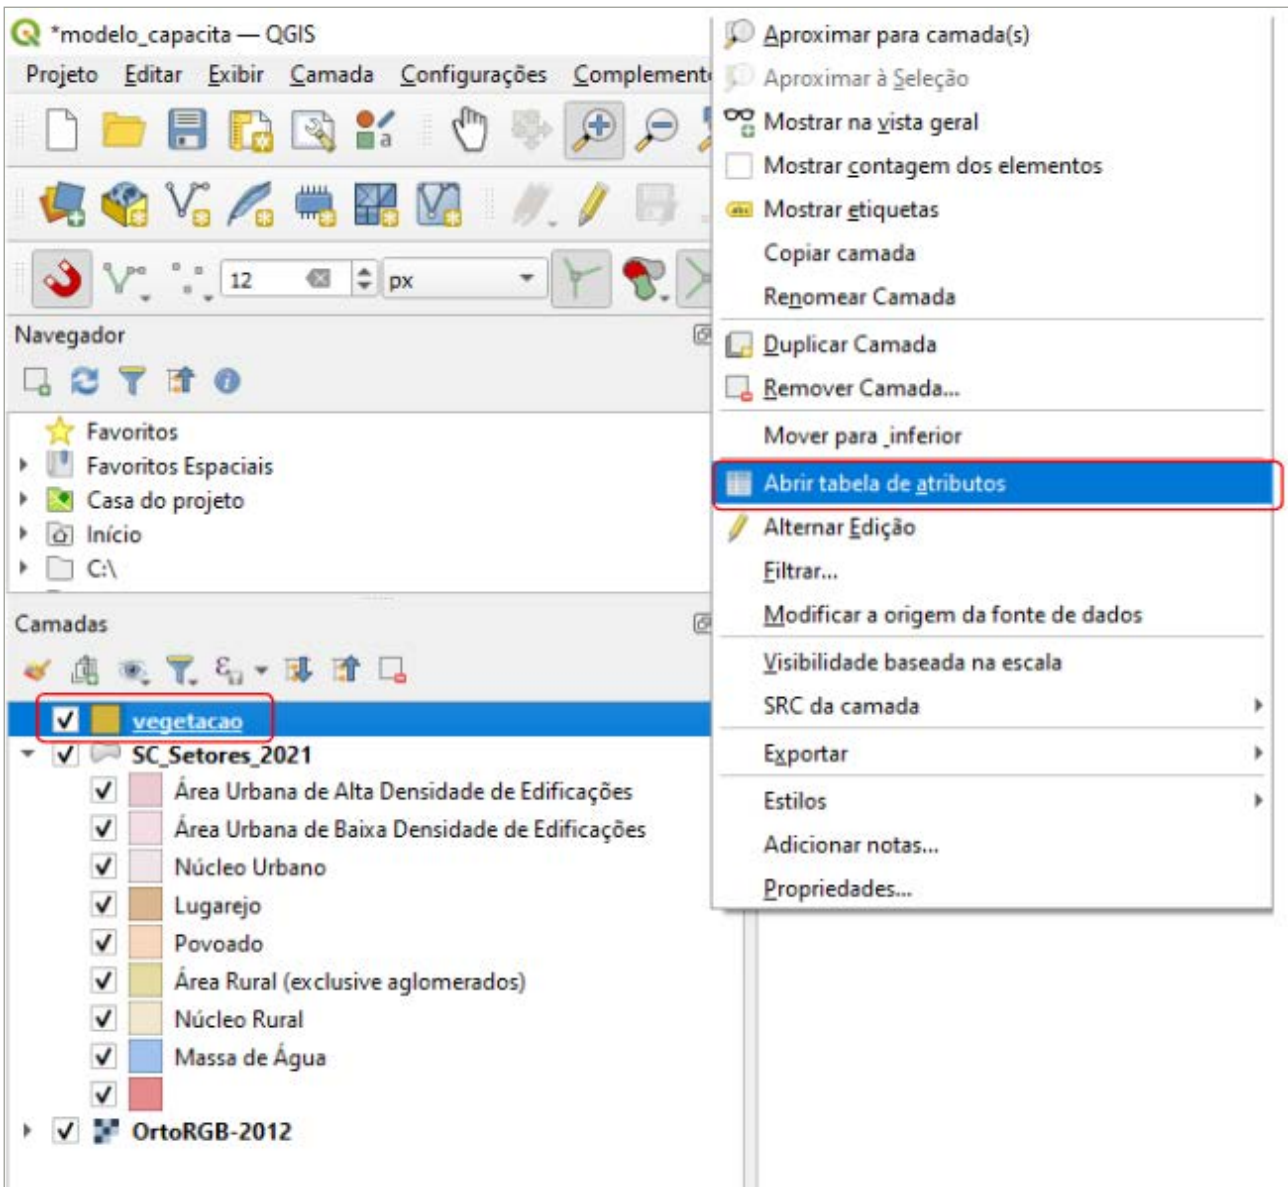 *modelo_capacita — QGIS
Projeto Editar Exibir Camada Configurações Complement
a
12 px
Navegador
Favoritos
Favoritos Espaciais
Casa do projeto
Início
C:\
Camadas
ε
vegetacao
SC_Setores_2021
Área Urbana de Alta Densidade de Edificações
Área Urbana de Baixa Densidade de Edificações
Núcleo Urbano
Lugarejo
Povoado
Área Rural (exclusive aglomerados)
Núcleo Rural
Massa de Água
OrtoRGB-2012
Aproximar para camada(s)
Aproximar à Seleção
Mostrar na vista geral
Mostrar contagem dos elementos
abc Mostrar etiquetas
Copiar camada
Renomear Camada
Duplicar Camada
Remover Camada...
Mover para _inferior
Abrir tabela de atributos
Alternar Edição
Filtrar...
Modificar a origem da fonte de dados
Visibilidade baseada na escala
SRC da camada
Exportar
Estilos
Adicionar notas...
Propriedades...